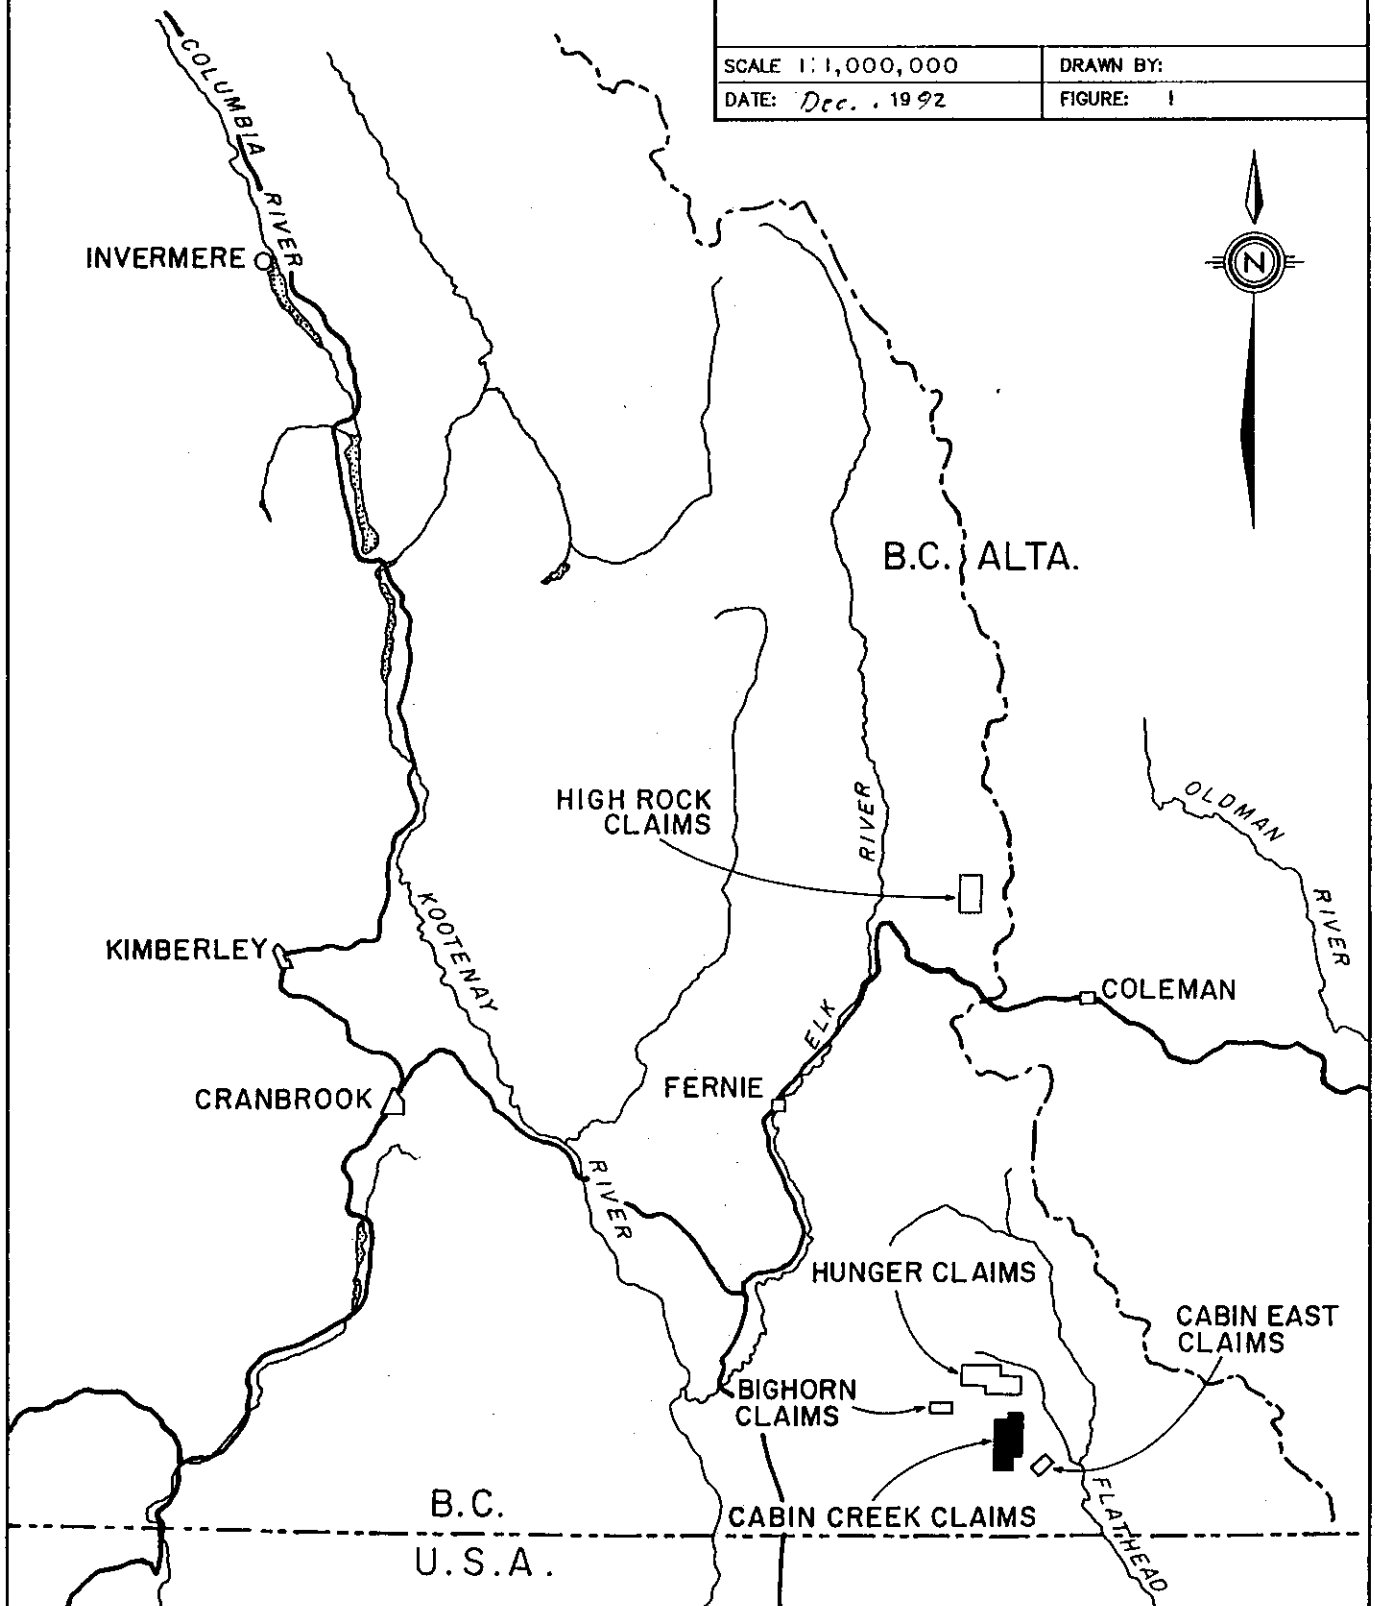 SCALE 1:1,000,000
DRAWN BY:
DATE: Dec. . 1992
FIGURE: 1
COLUMBIA RIVER
INVERMERE
N
B.C. ALTA.
HIGH ROCK
CLAIMS
RIVER
OLDMAN RIVER
KOOTENAY
KIMBERLEY
COLEMAN
ELK
CRANBROOK
FERNIE
RIVER
HUNGER CLAIMS
CABIN EAST
CLAIMS
BIGHORN
CLAIMS
CABIN CREEK CLAIMS
FLATHEAD
B.C.
U.S.A.